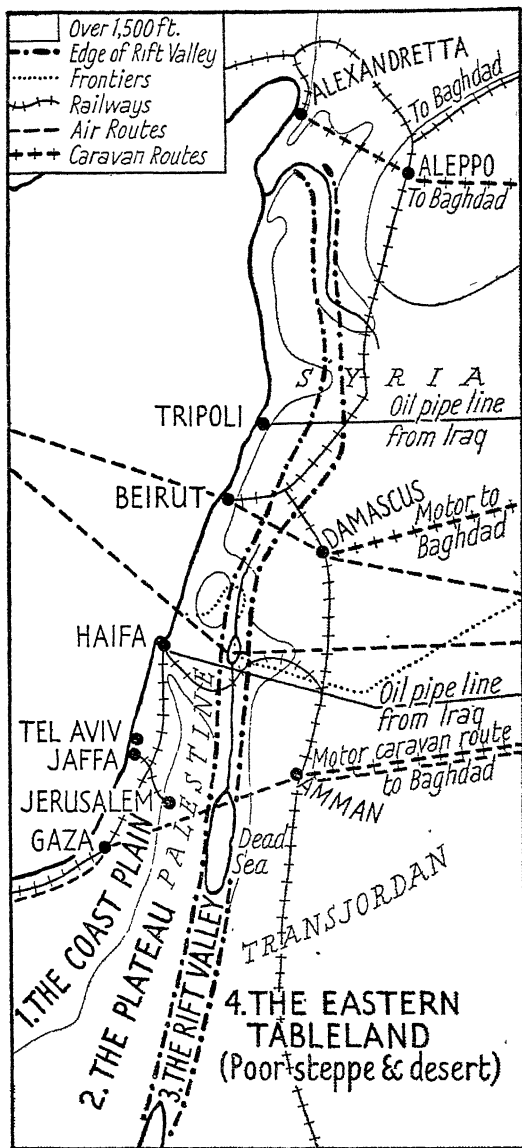 Over 1,500 ft.
Edge of Rift Valley
Frontiers
Railways
Air Routes
Caravan Routes
ALEXANDRETTA
To Baghdad
ALEPPO
To Baghdad
SYRIA
TRIPOLI
Oil pipe line
from Iraq
BEIRUT
DAMASCUS
Motor to
Baghdad
HAIFA
Oil pipe line
from Iraq
TEL AVIV
JAFFA
Motor caravan route
to Baghdad
JERUSALEM
AMMAN
GAZA
PALESTINE
Dead
Sea
TRANSJORDAN
1. THE COAST PLAIN
2. THE PLATEAU
3. THE RIFT VALLEY
4. THE EASTERN
TABLELAND
(Poor steppe & desert)